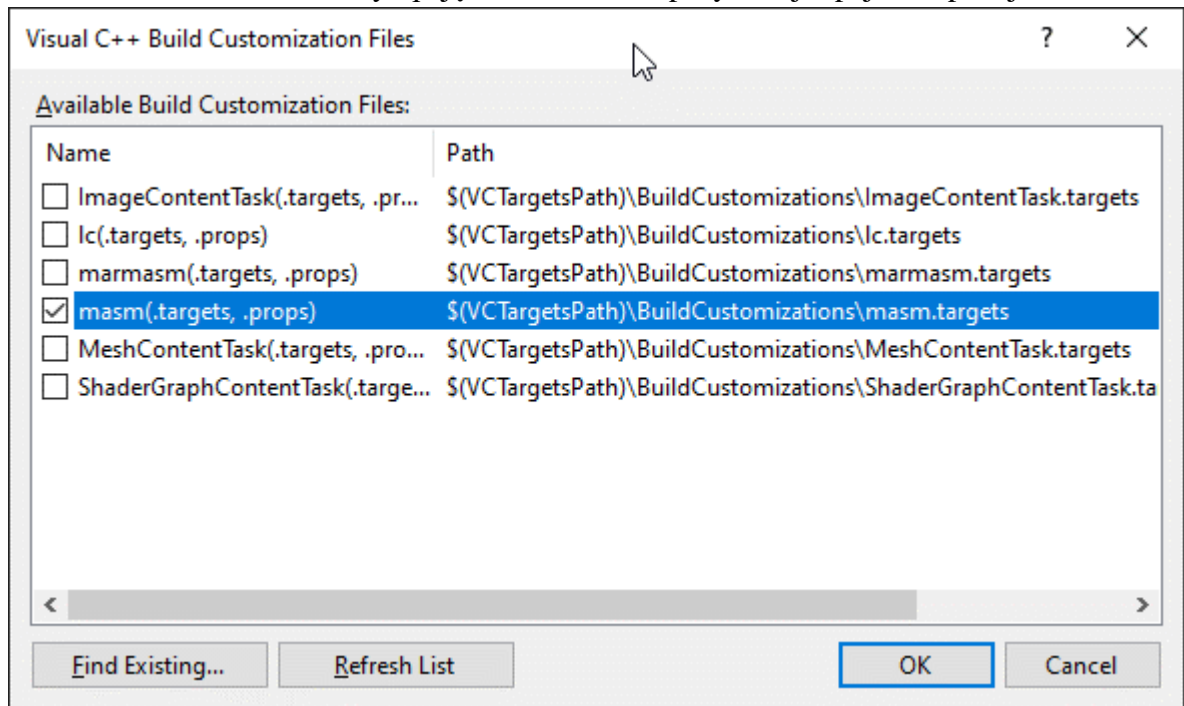 Visual C++ Build Customization Files ? ×
Available Build Customization Files:
Name Path
ImageContentTask(.targets, .pr... $(VCTargetsPath)\BuildCustomizations\ImageContentTask.targets
lc(.targets, .props) $(VCTargetsPath)\BuildCustomizations\lc.targets
marmasm(.targets, .props) $(VCTargetsPath)\BuildCustomizations\marmasm.targets
masm(.targets, .props) $(VCTargetsPath)\BuildCustomizations\masm.targets
MeshContentTask(.targets, .pro... $(VCTargetsPath)\BuildCustomizations\MeshContentTask.targets
ShaderGraphContentTask(.targe... $(VCTargetsPath)\BuildCustomizations\ShaderGraphContentTask.ta
Find Existing... Refresh List OK Cancel